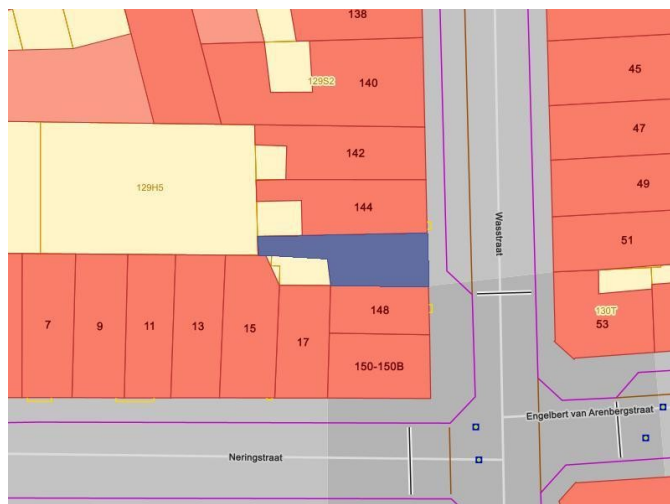 138
129S2
140
45
142
47
129H5
49
144
Wasstraat
51
7
9
11
13
15
17
148
130T
53
150-150B
Engelbert van Arenbergstraat
Neringstraat